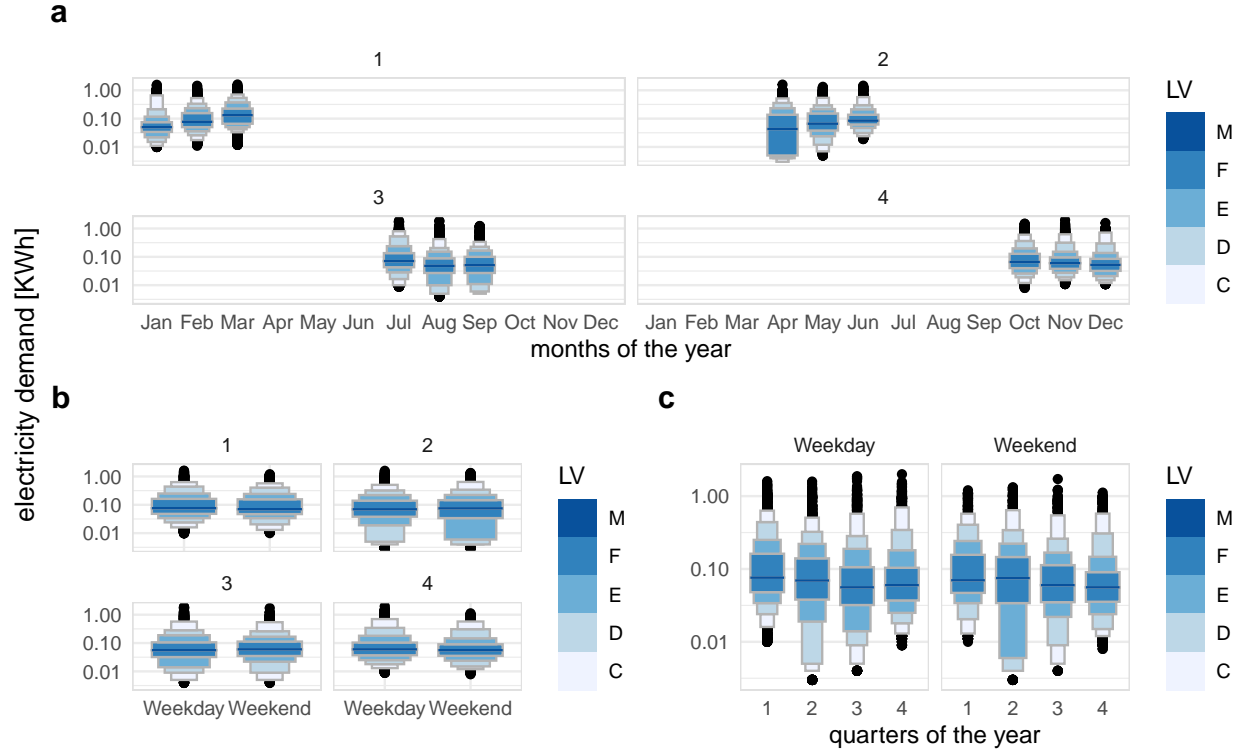 a
1 2
1.00
0.10
0.01
3 4
1.00
0.10
0.01
Jan Feb Mar Apr May Jun Jul Aug Sep Oct Nov Dec Jan Feb Mar Apr May Jun Jul Aug Sep Oct Nov Dec
months of the year
electricity demand [KWh]
LV
M
F
E
D
C
b
1 2
1.00
0.10
0.01
3 4
1.00
0.10
0.01
Weekday Weekend Weekday Weekend
LV
M
F
E
D
C
c
Weekday Weekend
1.00
0.10
0.01
1 2 3 4 1 2 3 4
quarters of the year
LV
M
F
E
D
C